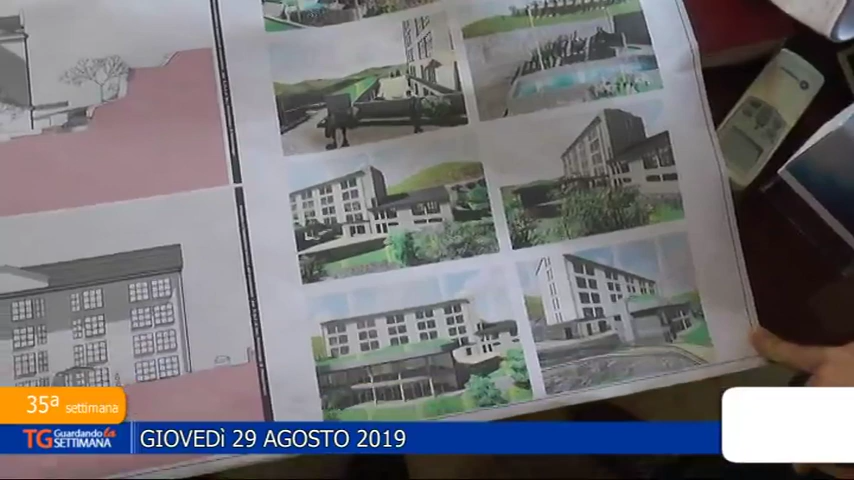 35ª settimana
TG Guardando la SETTIMANA
GIOVEDì 29 AGOSTO 2019